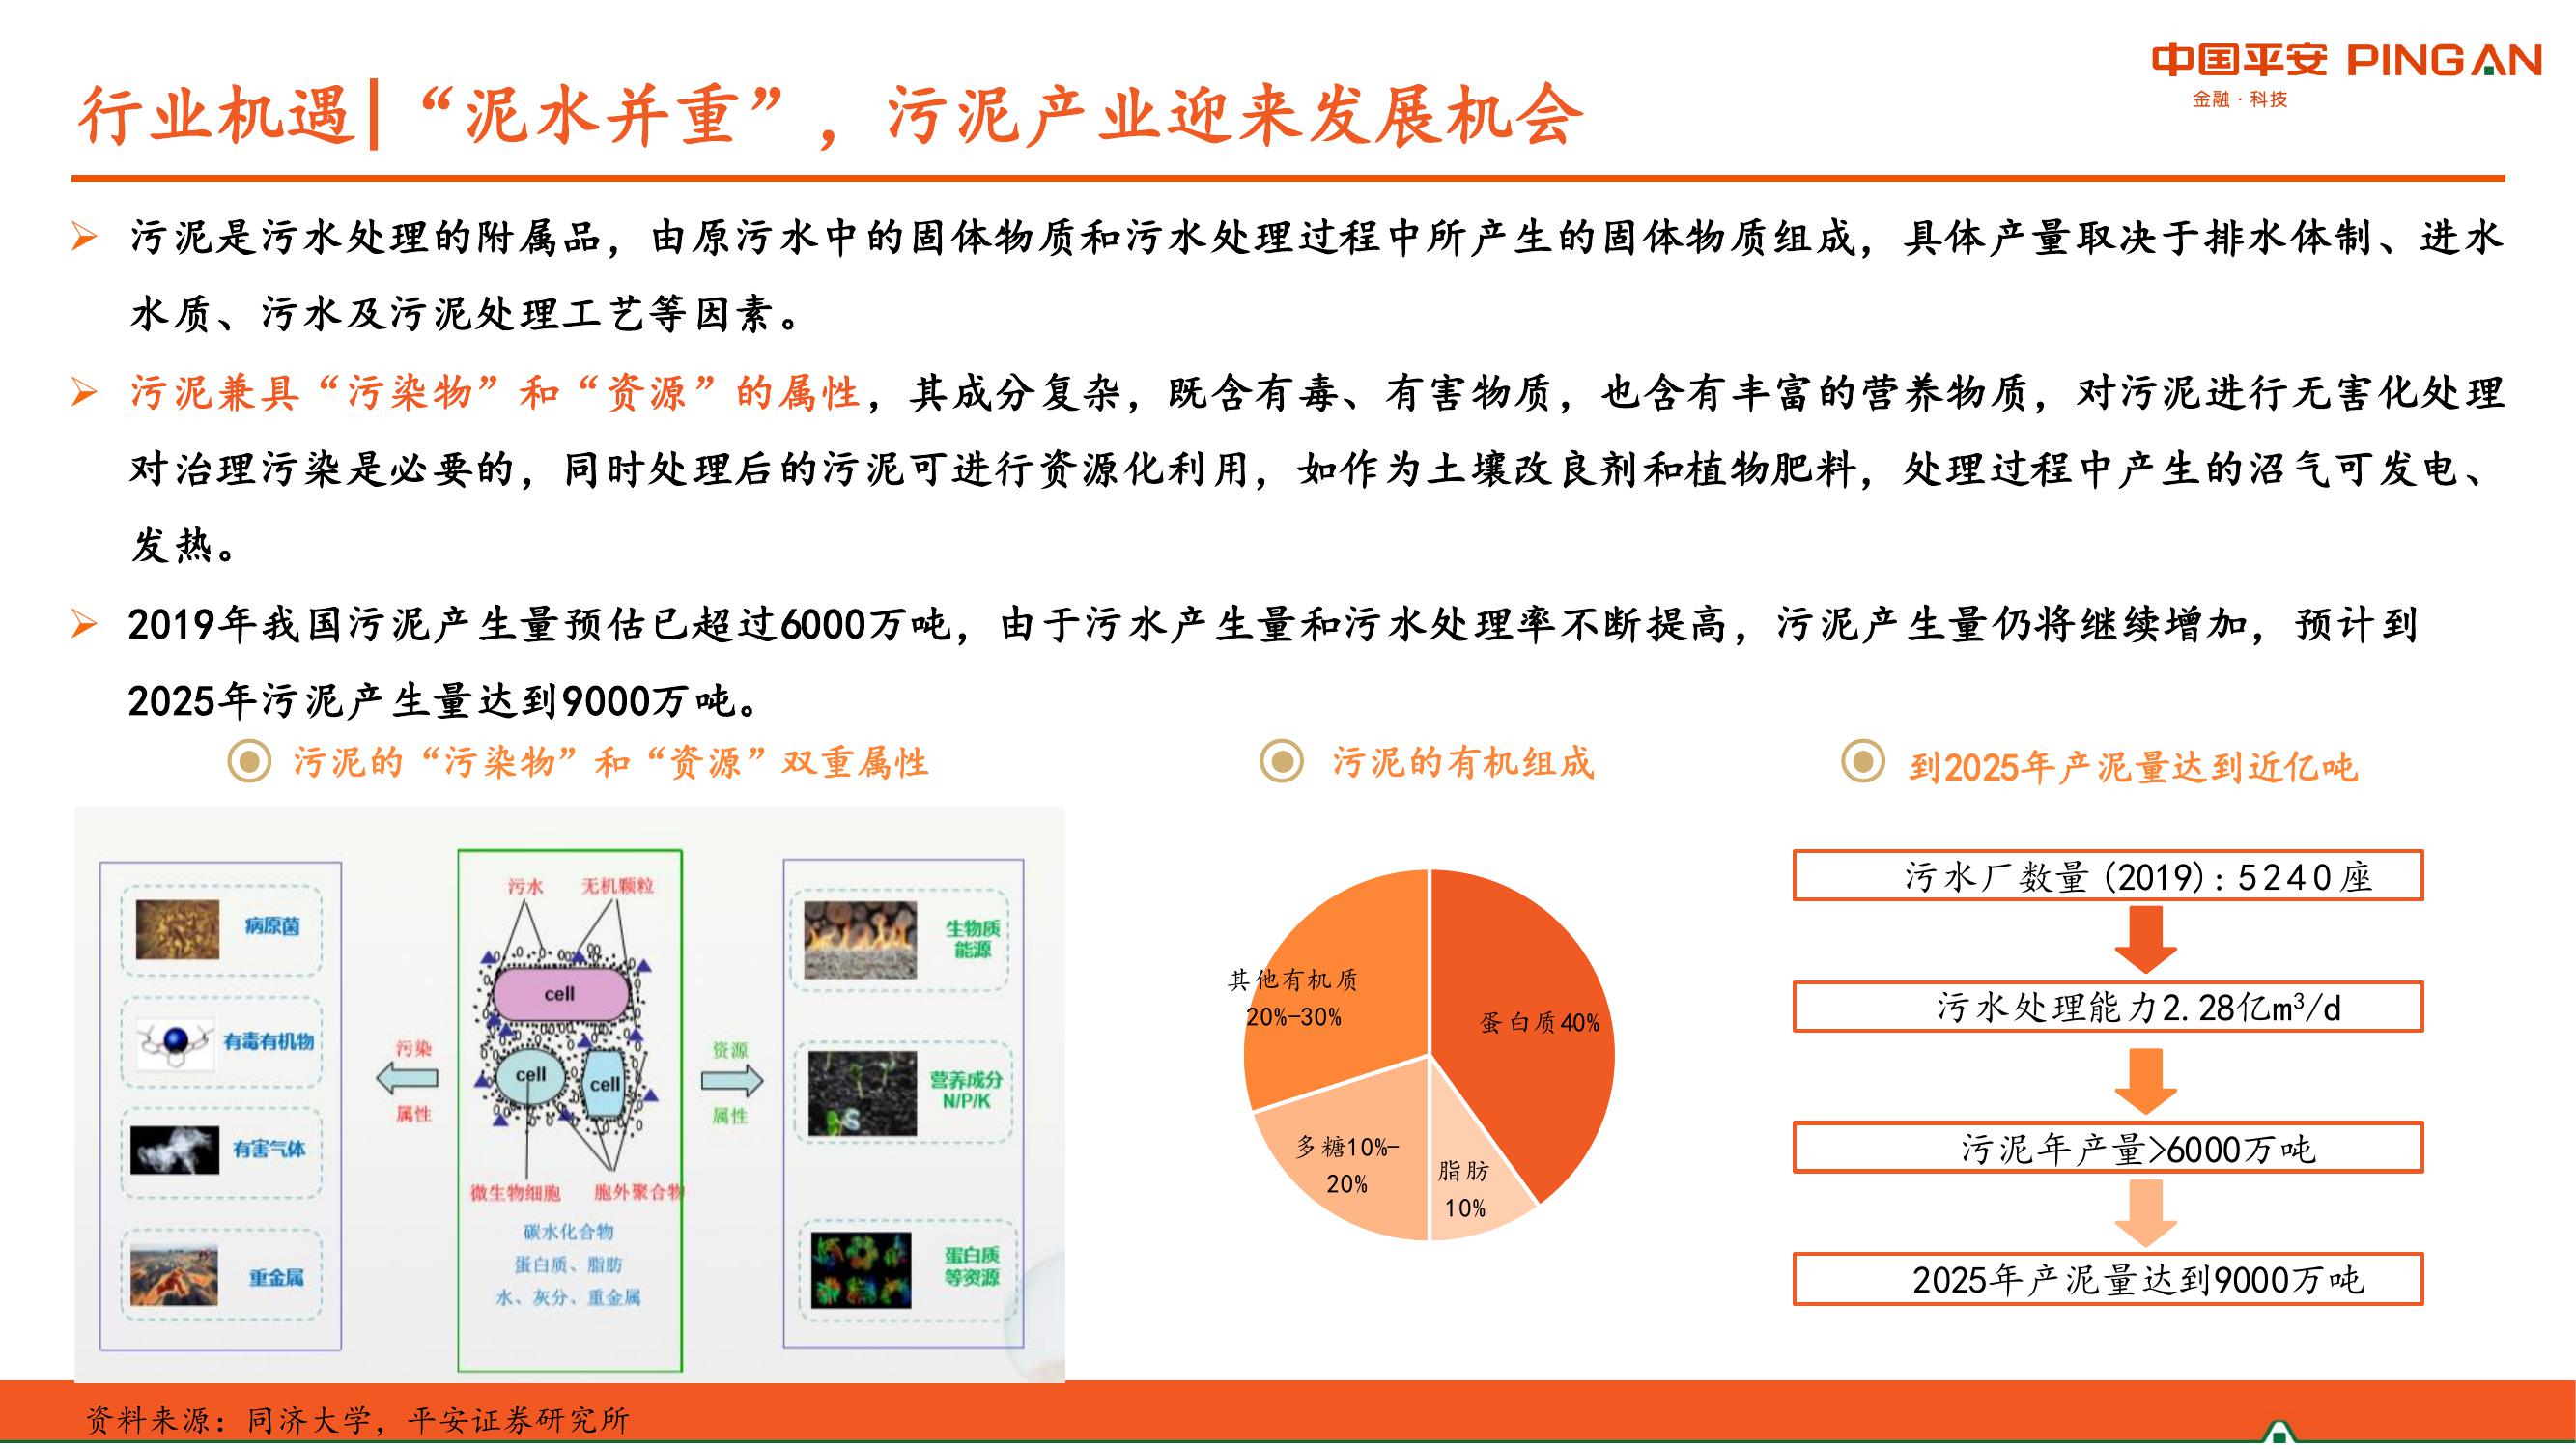 中国平安 PINGAN
金融·科技
行业机遇|“泥水并重”，污泥产业迎来发展机会
污泥是污水处理的附属品，由原污水中的固体物质和污水处理过程中所产生的固体物质组成，具体产量取决于排水体制、进水
水质、污水及污泥处理工艺等因素。
污泥兼具“污染物”和“资源”的属性，其成分复杂，既含有毒、有害物质，也含有丰富的营养物质，对污泥进行无害化处理
对治理污染是必要的，同时处理后的污泥可进行资源化利用，如作为土壤改良剂和植物肥料，处理过程中产生的沼气可发电、
发热。
2019年我国污泥产生量预估已超过6000万吨，由于污水产生量和污水处理率不断提高，污泥产生量仍将继续增加，预计到
2025年污泥产生量达到9000万吨。
污泥的“污染物”和“资源”双重属性
病原菌
有毒有机物
有害气体
重金属
污染
属性
污水 无机颗粒
cell
cell
cell
微生物细胞 胞外聚合物
碳水化合物
蛋白质、脂肪
水、灰分、重金属
资源
属性
生物质
能源
营养成分
N/P/K
蛋白质
等资源
污泥的有机组成
其他有机质
20%-30%
蛋白质40%
多糖10%-
20%
脂肪
10%
到2025年产泥量达到近亿吨
污水厂数量(2019):5240座
污水处理能力2.28亿m³/d
污泥年产量>6000万吨
2025年产泥量达到9000万吨
资料来源：同济大学，平安证券研究所